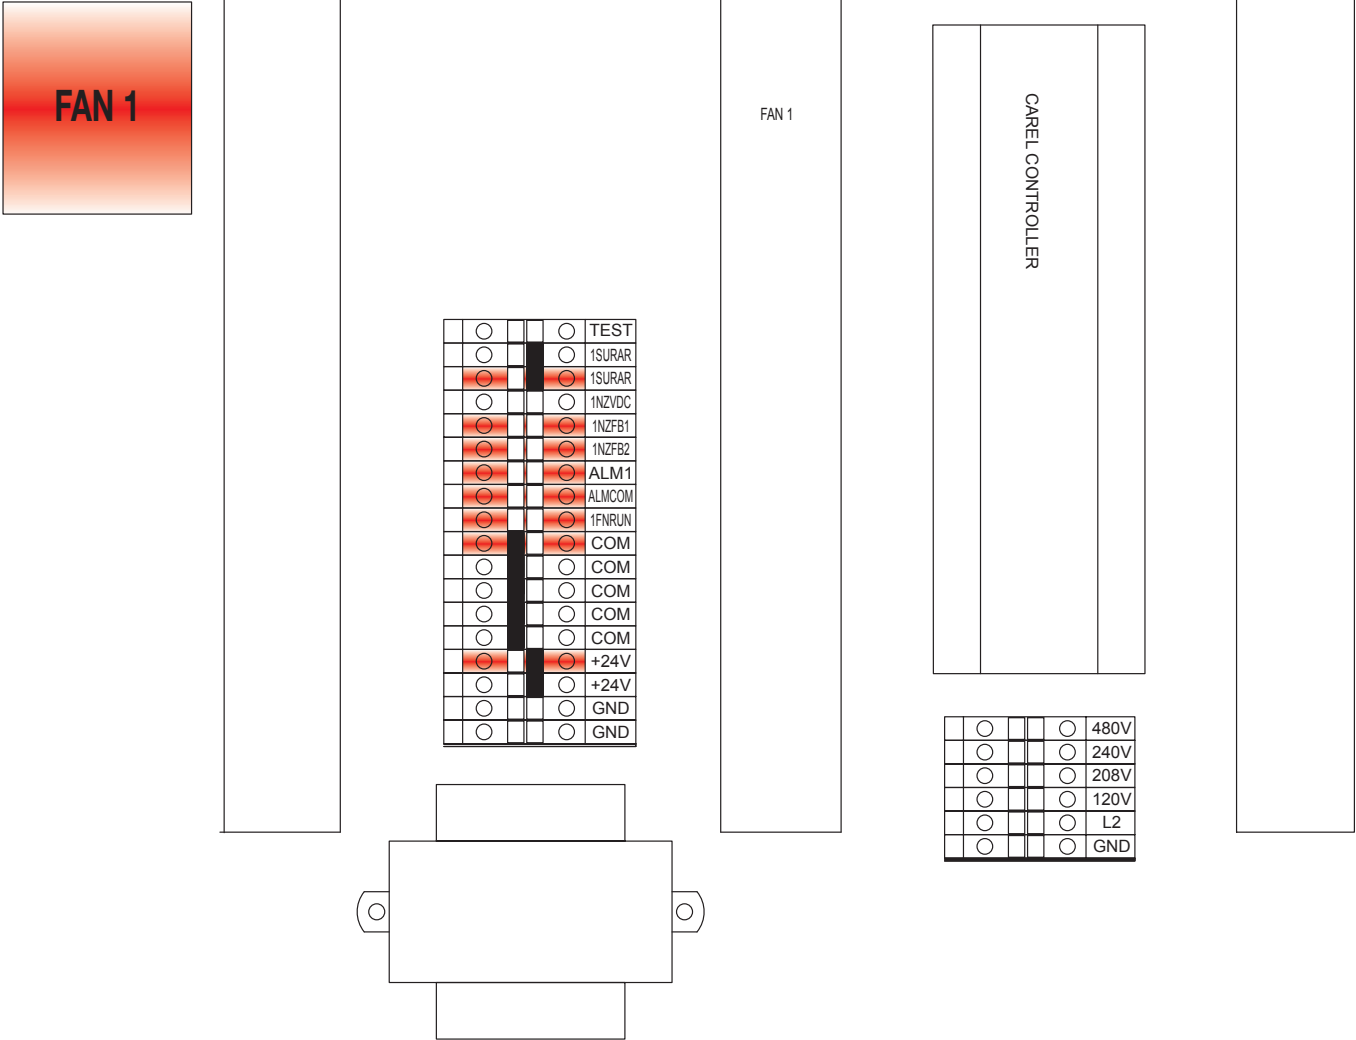 FAN 1
FAN 1
CAREL CONTROLLER
TEST
1SURAR
1SURAR
1NZVDC
1NZFB1
1NZFB2
ALM1
ALMCOM
1FNRUN
COM
COM
COM
COM
COM
+24V
+24V
GND
GND
480V
240V
208V
120V
L2
GND